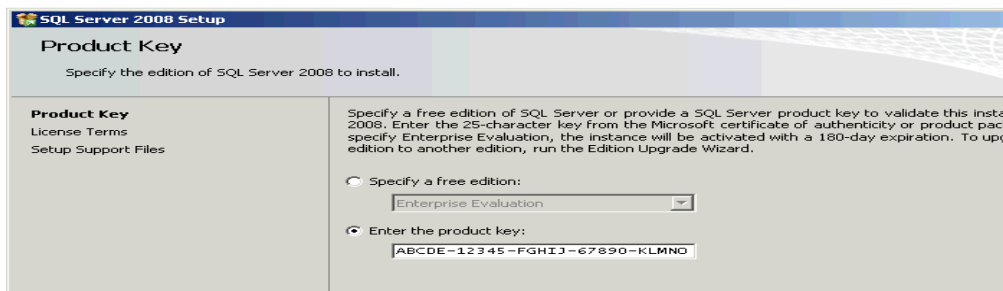 SQL Server 2008 Setup
Product Key
Specify the edition of SQL Server 2008 to install.
Product Key
License Terms
Setup Support Files
Specify a free edition of SQL Server or provide a SQL Server product key to validate this
2008. Enter the 25-character key from the Microsoft certificate of authenticity or product
specify Enterprise Evaluation, the instance will be activated with a 180-day expiration. To
edition to another edition, run the Edition Upgrade Wizard.
Specify a free edition:
Enterprise Evaluation
Enter the product key:
ABCDE-12345-FGHIJ-67890-KLMNO